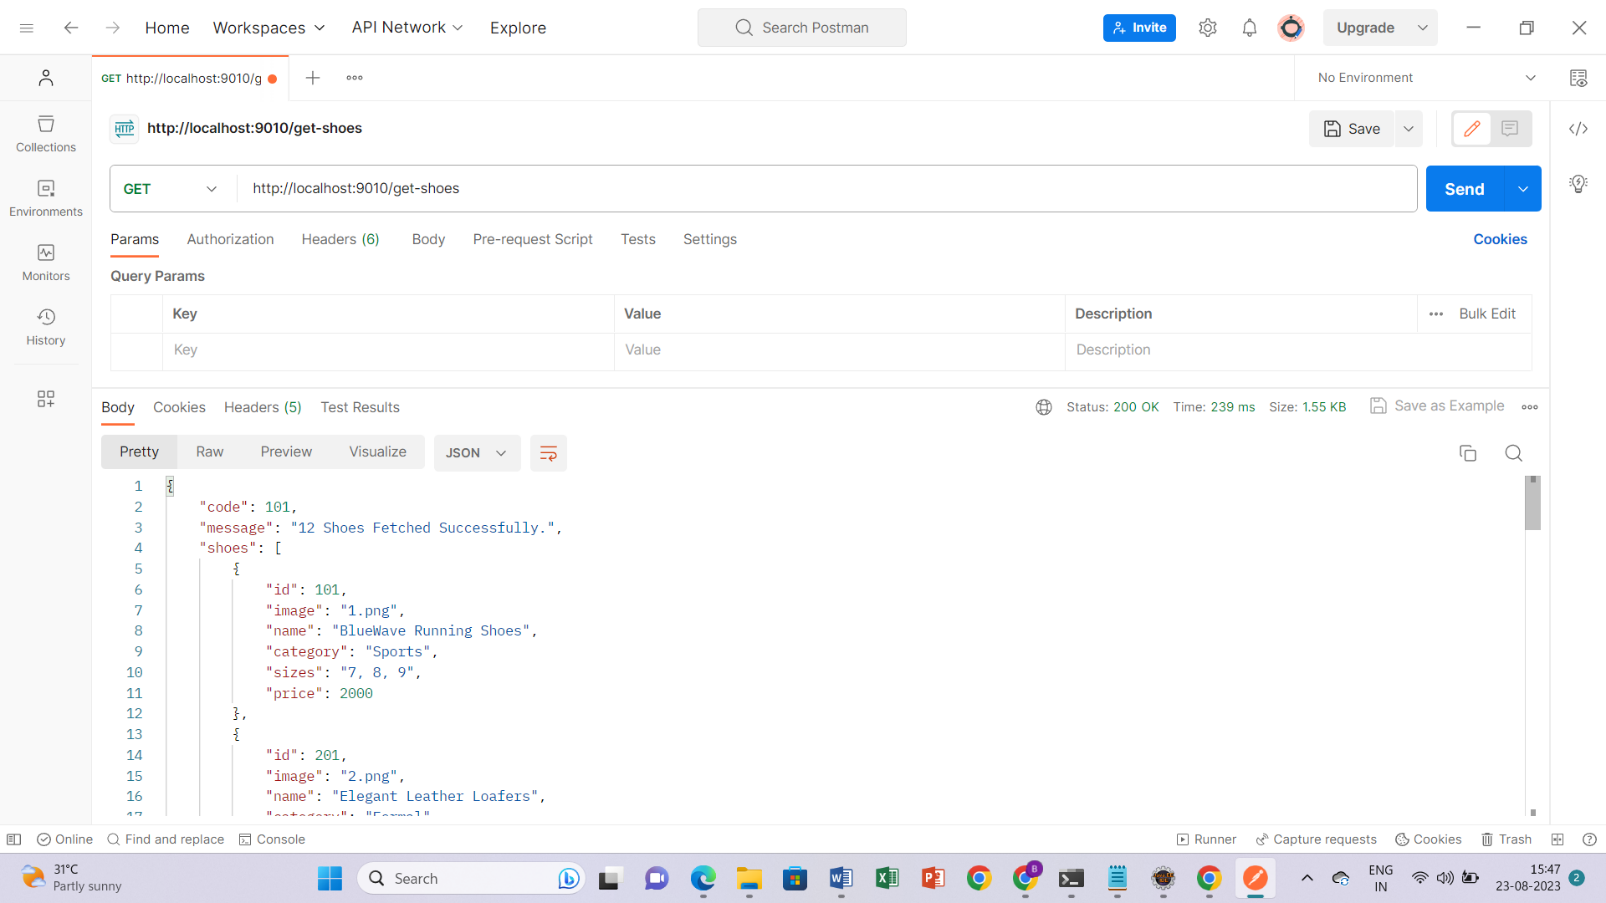 Home Workspaces API Network Explore Search Postman Invite Upgrade
GET http://localhost:9010/g No Environment
HTTP http://localhost:9010/get-shoes Save
GET http://localhost:9010/get-shoes Send
Params Authorization Headers (6) Body Pre-request Script Tests Settings Cookies
Query Params
Key Value Description Bulk Edit
Key Value Description
Collections
Environments
Monitors
History
Body Cookies Headers (5) Test Results Status: 200 OK Time: 239 ms Size: 1.55 KB Save as Example
Pretty Raw Preview Visualize JSON
1 {
2 "code": 101,
3 "message": "12 Shoes Fetched Successfully.",
4 "shoes": [
5 {
6 "id": 101,
7 "image": "1.png",
8 "name": "BlueWave Running Shoes",
9 "category": "Sports",
10 "sizes": "7, 8, 9",
11 "price": 2000
12 },
13 {
14 "id": 201,
15 "image": "2.png",
16 "name": "Elegant Leather Loafers",
17 "category": "Formal"
Online Find and replace Console Runner Capture requests Cookies Trash
31°C
Partly sunny
Search
B
ENG
IN
15:47
23-08-2023
2